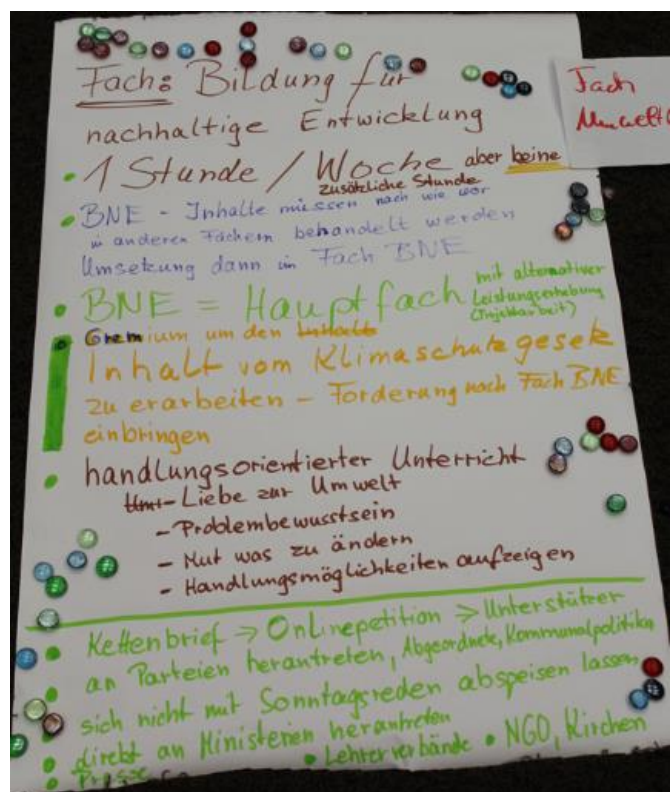 Fach: Bildung für
nachhaltige Entwicklung
• 1 Stunde / Woche aber keine
zusätzliche Stunde
• BNE - Inhalte müssen nach wie vor
in anderen Fächern behandelt werden
Umsetzung dann im Fach BNE
• BNE = Hauptfach mit alternativer
Leistungserhebung
(Projektarbeit)
• Gremium um den Inhalt
Inhalt vom Klimaschutzgesetz
zu erarbeiten - Forderung nach Fach BNE
einbringen
• handlungsorientierter Unterricht
Umt - Liebe zur Umwelt
- Problembewusstsein
- Mut was zu ändern
- Handlungsmöglichkeiten aufzeigen
• Kettenbrief → Onlinepetition → Unterstützer
• an Parteien herantreten, Abgeordnete, Kommunalpolitiker
sich nicht mit Sonntagsreden abspeisen lassen
• direkt an Ministerien herantreten
• Presse • Lehrerverbände • NGO, Kirchen
Fach